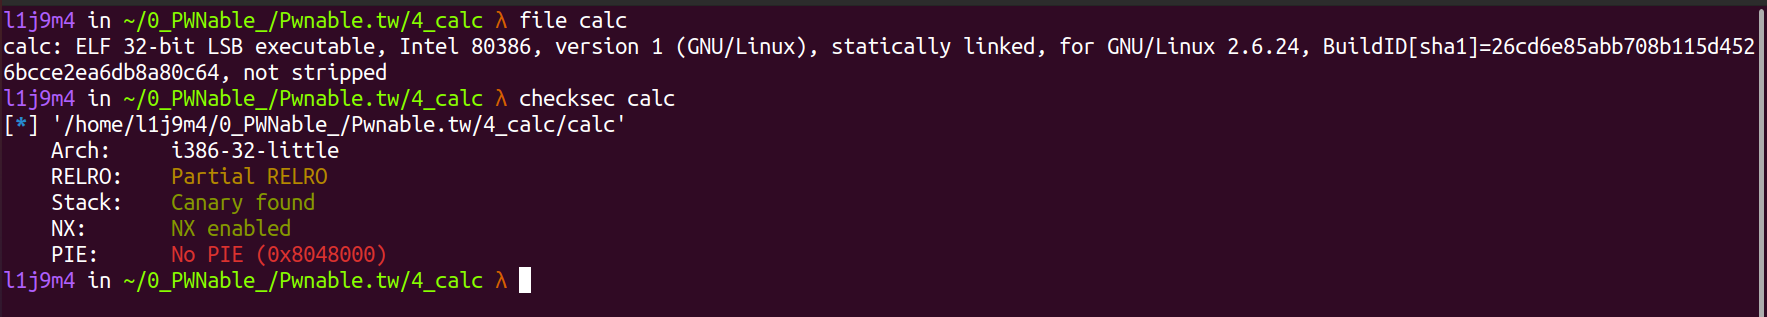 l1j9m4 in ~/0_PWNable_/Pwnable.tw/4_calc λ file calc
calc: ELF 32-bit LSB executable, Intel 80386, version 1 (GNU/Linux), statically linked, for GNU/Linux 2.6.24, BuildID[sha1]=26cd6e85abb708b115d452
6bcce2ea6db8a80c64, not stripped
l1j9m4 in ~/0_PWNable_/Pwnable.tw/4_calc λ checksec calc
[*] '/home/l1j9m4/0_PWNable_/Pwnable.tw/4_calc/calc'
    Arch:     i386-32-little
    RELRO:    Partial RELRO
    Stack:    Canary found
    NX:       NX enabled
    PIE:      No PIE (0x8048000)
l1j9m4 in ~/0_PWNable_/Pwnable.tw/4_calc λ